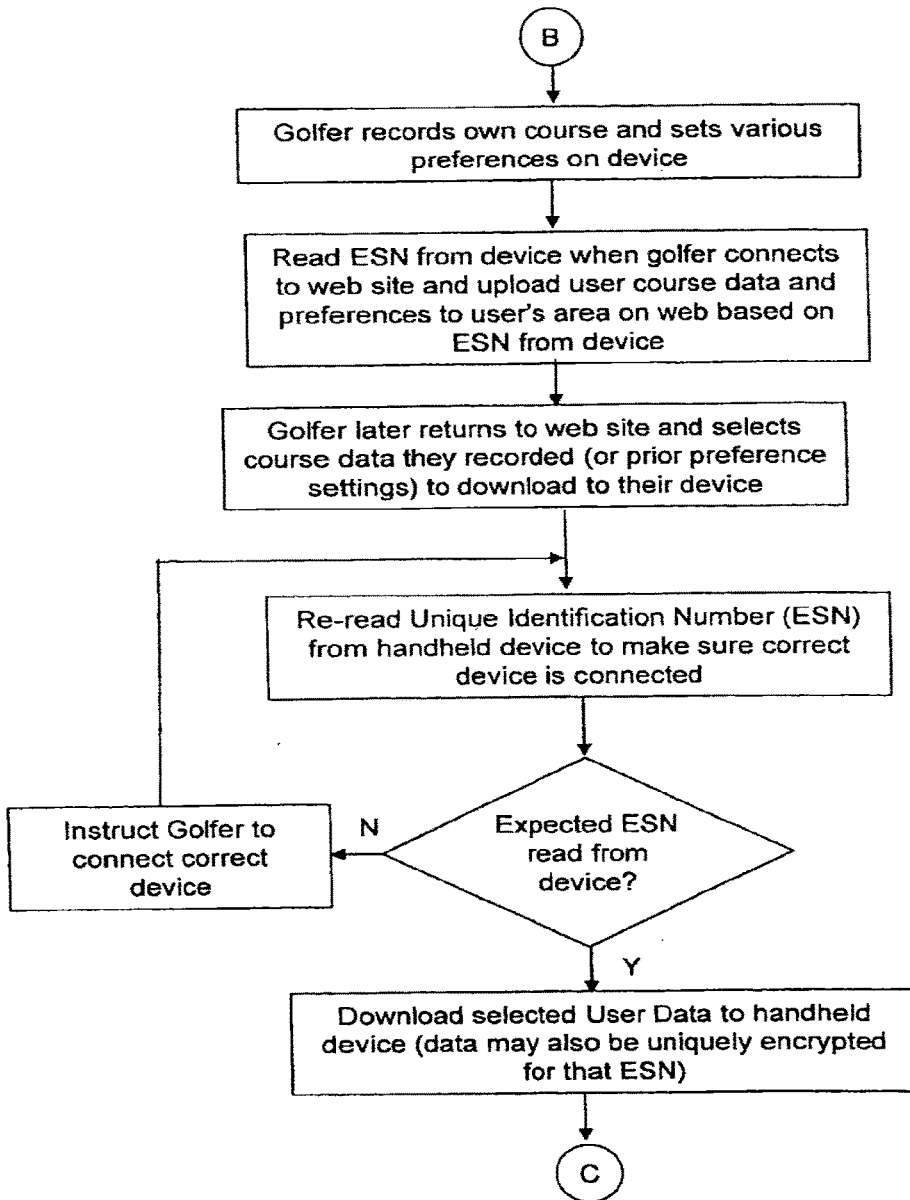 B
Golfer records own course and sets various
preferences on device
Read ESN from device when golfer connects
to web site and upload user course data and
preferences to user's area on web based on
ESN from device
Golfer later returns to web site and selects
course data they recorded (or prior preference
settings) to download to their device
Re-read Unique Identification Number (ESN)
from handheld device to make sure correct
device is connected
Expected ESN
read from
device?
N
Instruct Golfer to
connect correct
device
Y
Download selected User Data to handheld
device (data may also be uniquely encrypted
for that ESN)
C